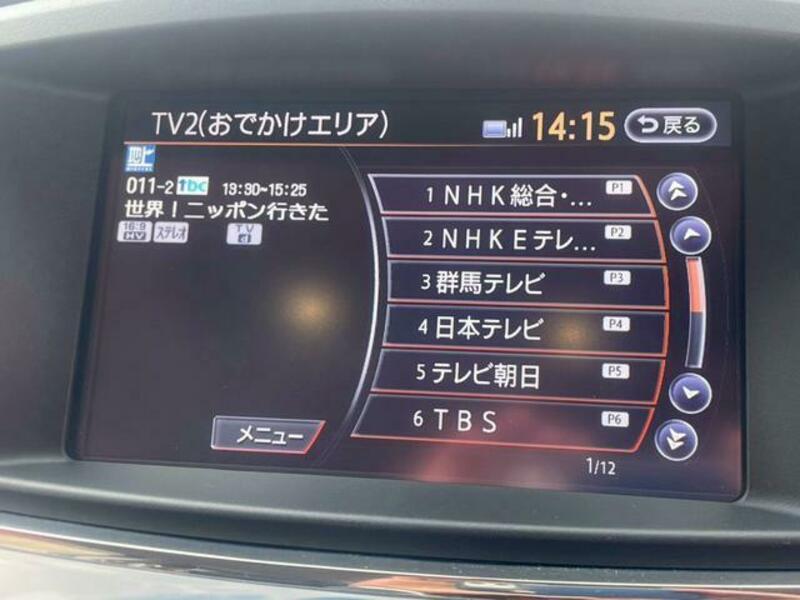 TV2(おでかけエリア)
14:15
戻る
011-2 tbc 13:30~15:25
世界!ニッポン行きた
16:9 HV ステレオ TV d
1 NHK総合・... P1
2 NHKEテレ... P2
3 群馬テレビ P3
4 日本テレビ P4
5 テレビ朝日 P5
6 TBS P6
メニュー
1/12